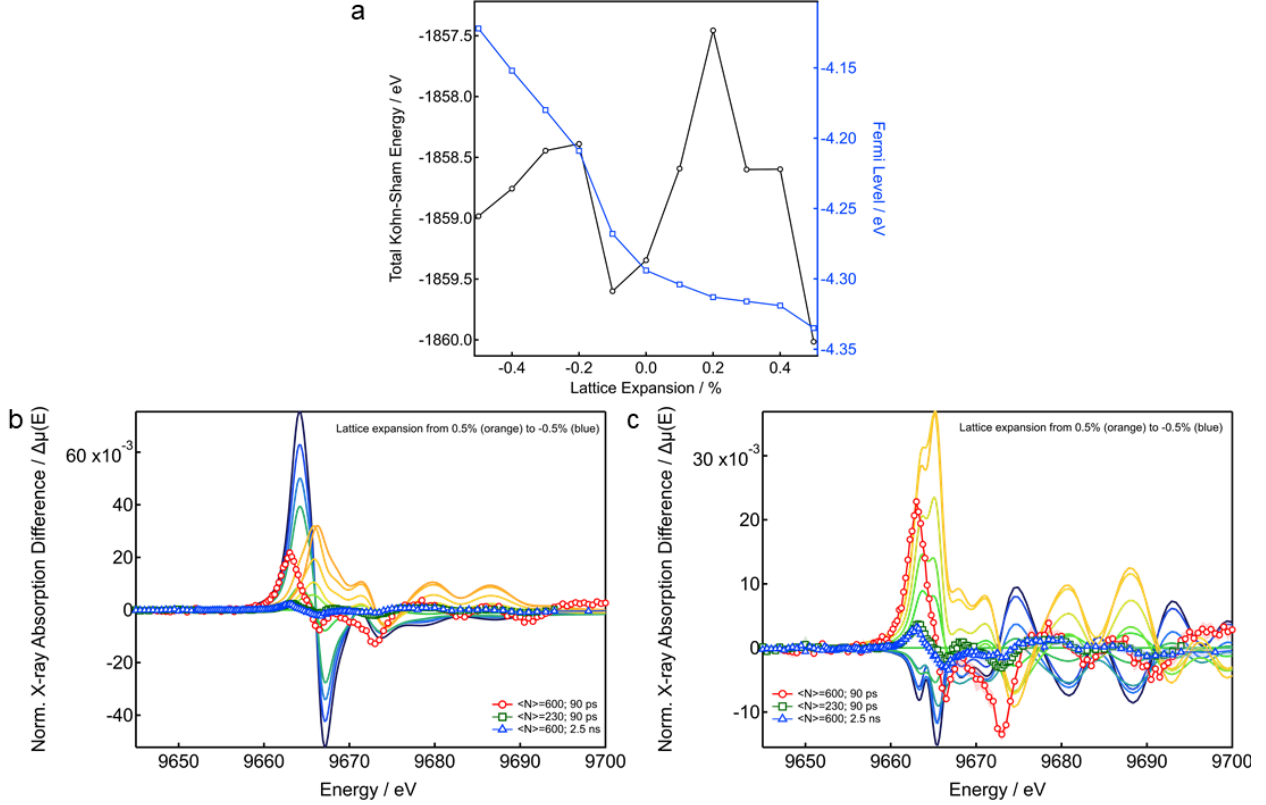 a
-1857.5
-1858.0
-1858.5
-1859.0
-1859.5
-1860.0
Total Kohn-Sham Energy / eV
-4.15
-4.20
-4.25
-4.30
-4.35
Fermi Level / eV
-0.4 -0.2 0.0 0.2 0.4
Lattice Expansion / %
b
Lattice expansion from 0.5% (orange) to -0.5% (blue)
60 x10-3
40
20
0
-20
-40
Norm. X-ray Absorption Difference / Δμ(E)
<N>=600; 90 ps
<N>=230; 90 ps
<N>=600; 2.5 ns
9650 9660 9670 9680 9690 9700
Energy / eV
c
Lattice expansion from 0.5% (orange) to -0.5% (blue)
30 x10-3
20
10
0
-10
Norm. X-ray Absorption Difference / Δμ(E)
<N>=600; 90 ps
<N>=230; 90 ps
<N>=600; 2.5 ns
9650 9660 9670 9680 9690 9700
Energy / eV